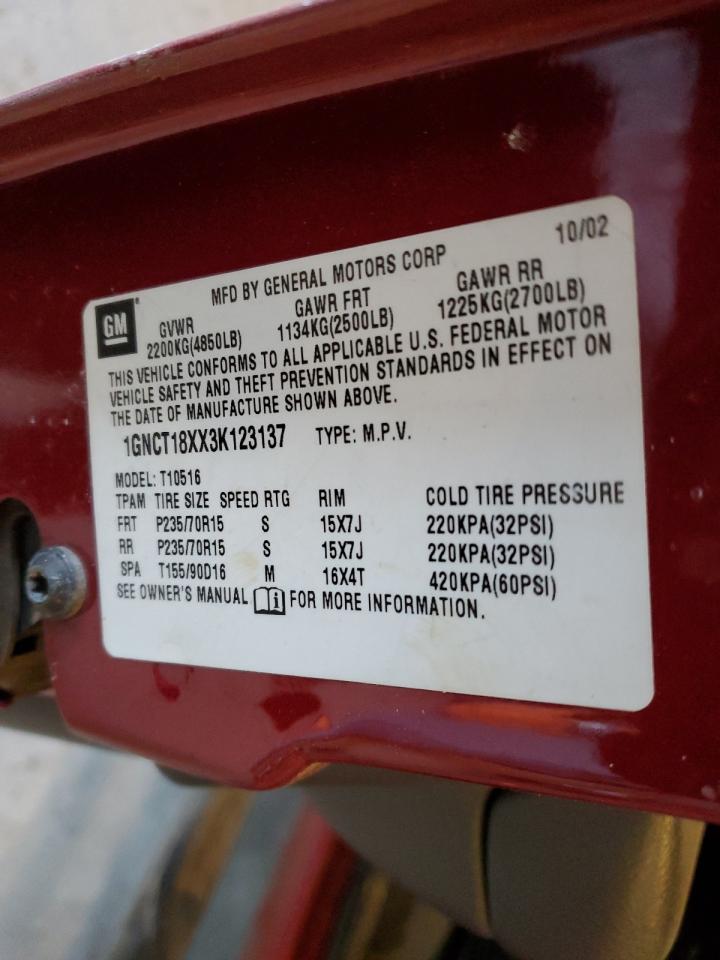 10/02
MFD BY GENERAL MOTORS CORP
GM
GVWR GAWR FRT GAWR RR
2200KG(4850LB) 1134KG(2500LB) 1225KG(2700LB)
THIS VEHICLE CONFORMS TO ALL APPLICABLE U.S. FEDERAL MOTOR
VEHICLE SAFETY AND THEFT PREVENTION STANDARDS IN EFFECT ON
THE DATE OF MANUFACTURE SHOWN ABOVE.
1GNCT18XX3K123137 TYPE: M.P.V.
MODEL: T10516
TPAM TIRE SIZE SPEED RTG RIM COLD TIRE PRESSURE
FRT P235/70R15 S 15X7J 220KPA(32PSI)
RR P235/70R15 S 15X7J 220KPA(32PSI)
SPA T155/90D16 M 16X4T 420KPA(60PSI)
SEE OWNER'S MANUAL i FOR MORE INFORMATION.